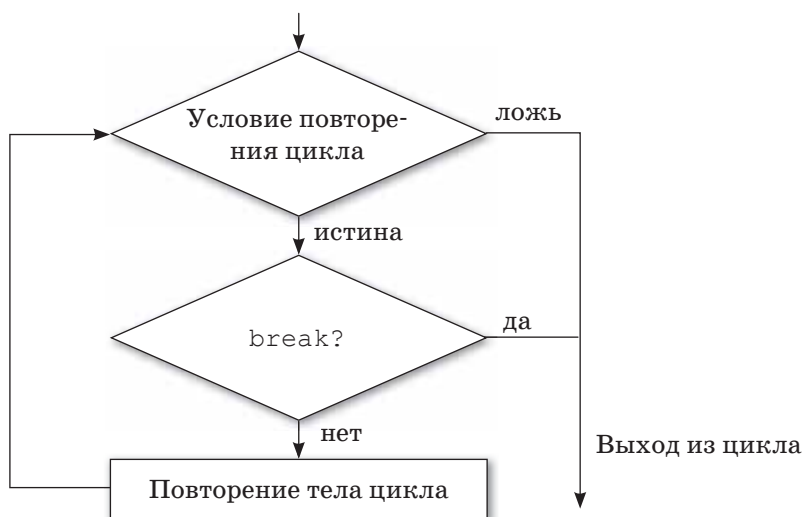 Условие повторе-
ния цикла
ложь
истина
break?
да
нет
Выход из цикла
Повторение тела цикла